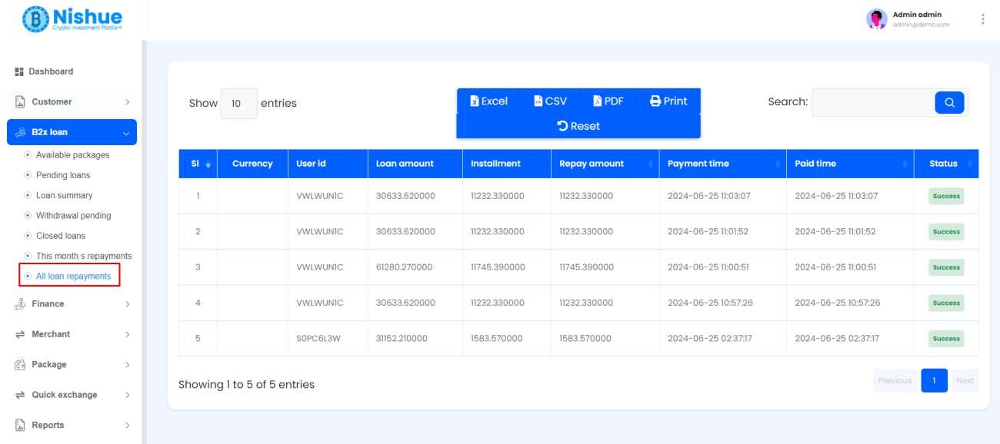 Nishue
Crypto Investment Platform
Admin admin
admin@demo.com
Dashboard
Customer
B2x loan
Available packages
Pending loans
Loan summary
Withdrawal pending
Closed loans
This month s repayments
All loan repayments
Finance
Merchant
Package
Quick exchange
Reports
Show 10 entries
Excel CSV PDF Print
Reset
Search:
Sl Currency User id Loan amount Installment Repay amount Payment time Paid time Status
1 VWLWUN1C 30633.620000 11232.330000 11232.330000 2024-06-25 11:03:07 2024-06-25 11:03:07 Success
2 VWLWUN1C 30633.620000 11232.330000 11232.330000 2024-06-25 11:01:52 2024-06-25 11:01:52 Success
3 VWLWUN1C 61280.270000 11745.390000 11745.390000 2024-06-25 11:00:51 2024-06-25 11:00:51 Success
4 VWLWUN1C 30633.620000 11232.330000 11232.330000 2024-06-25 10:57:26 2024-06-25 10:57:26 Success
5 S0PC6L3W 31152.210000 1583.570000 1583.570000 2024-06-25 02:37:17 2024-06-25 02:37:17 Success
Showing 1 to 5 of 5 entries
Previous 1 Next